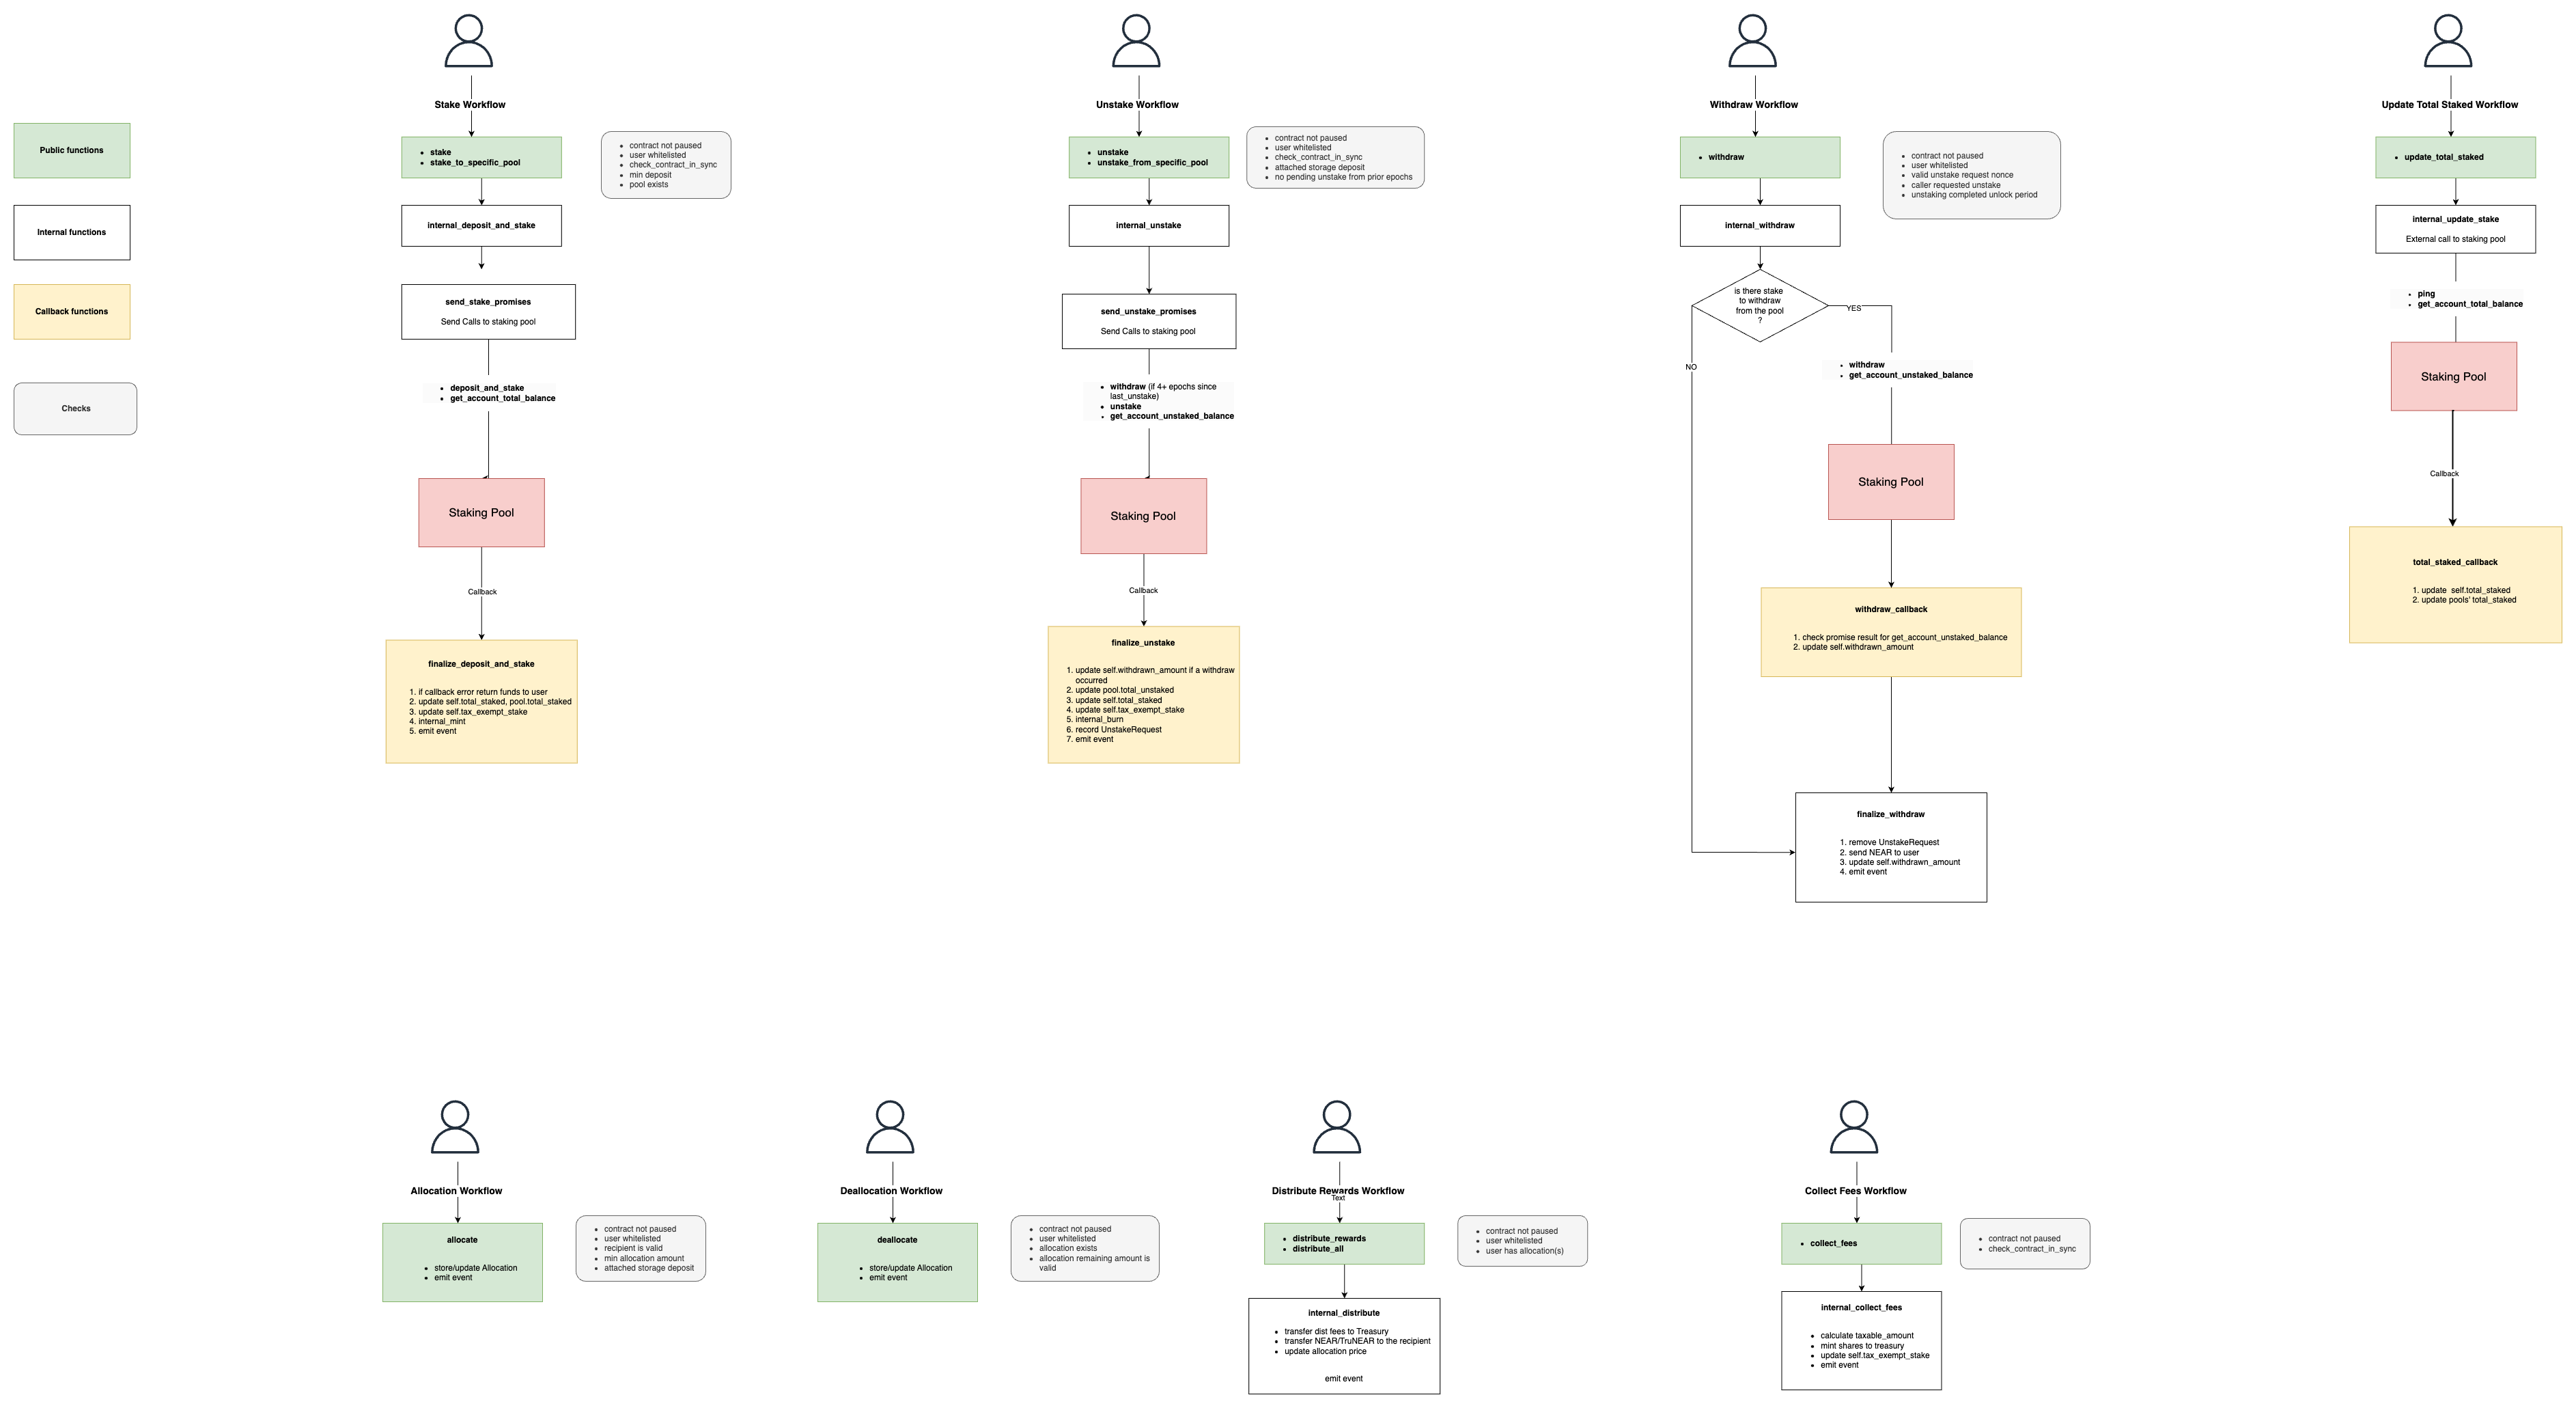 Public functions
Internal functions
Callback functions
Checks
Stake Workflow
stake
stake_to_specific_pool
contract not paused
user whitelisted
check_contract_in_sync
min deposit
pool exists
internal_deposit_and_stake
send_stake_promises
Send Calls to staking pool
deposit_and_stake
get_account_total_balance
Staking Pool
Callback
finalize_deposit_and_stake
1. if callback error return funds to user
2. update self.total_staked, pool.total_staked
3. update self.tax_exempt_stake
4. internal_mint
5. emit event
Unstake Workflow
unstake
unstake_from_specific_pool
contract not paused
user whitelisted
check_contract_in_sync
attached storage deposit
no pending unstake from prior epochs
internal_unstake
send_unstake_promises
Send Calls to staking pool
withdraw (if 4+ epochs since
last_unstake)
unstake
get_account_unstaked_balance
Staking Pool
Callback
finalize_unstake
1. update self.withdrawn_amount if a withdraw
occurred
2. update pool.total_unstaked
3. update self.total_staked
4. update self.tax_exempt_stake
5. internal_burn
6. record UnstakeRequest
7. emit event
Withdraw Workflow
withdraw
contract not paused
user whitelisted
valid unstake request nonce
caller requested unstake
unstaking completed unlock period
internal_withdraw
is there stake
to withdraw
from the pool
?
YES
NO
withdraw
get_account_unstaked_balance
Staking Pool
withdraw_callback
1. check promise result for get_account_unstaked_balance
2. update self.withdrawn_amount
finalize_withdraw
1. remove UnstakeRequest
2. send NEAR to user
3. update self.withdrawn_amount
4. emit event
Update Total Staked Workflow
update_total_staked
internal_update_stake
External call to staking pool
ping
get_account_total_balance
Staking Pool
Callback
total_staked_callback
1. update self.total_staked
2. update pools' total_staked
Allocation Workflow
allocate
store/update Allocation
emit event
contract not paused
user whitelisted
recipient is valid
min allocation amount
attached storage deposit
Deallocation Workflow
deallocate
store/update Allocation
emit event
contract not paused
user whitelisted
allocation exists
allocation remaining amount is
valid
Distribute Rewards Workflow
Text
distribute_rewards
distribute_all
contract not paused
user whitelisted
user has allocation(s)
internal_distribute
transfer dist fees to Treasury
transfer NEAR/TruNEAR to the recipient
update allocation price
emit event
Collect Fees Workflow
collect_fees
contract not paused
check_contract_in_sync
internal_collect_fees
calculate taxable_amount
mint shares to treasury
update self.tax_exempt_stake
emit event